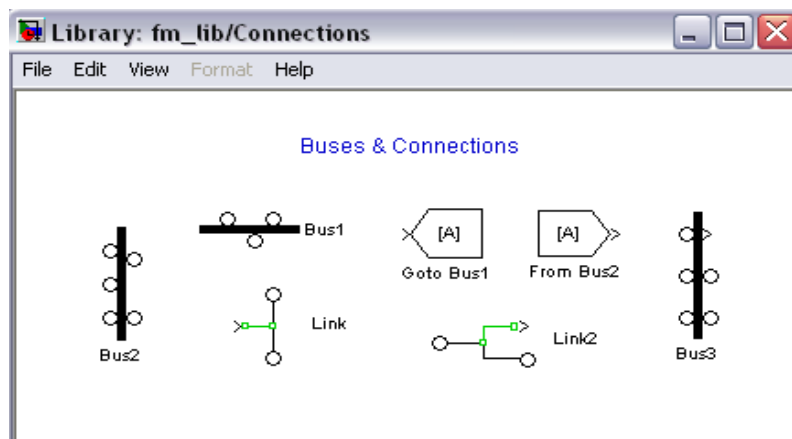 Library: fm_lib/Connections
File Edit View Format Help
Buses & Connections
Bus1
[A] [A]
Goto Bus1 From Bus2
Link
Link2
Bus2
Bus3